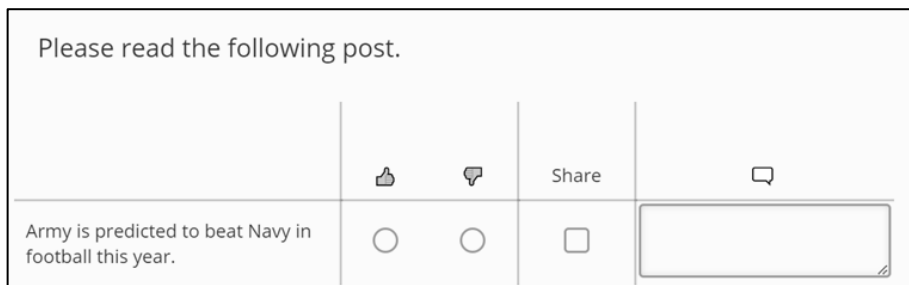 Please read the following post.
Share
Army is predicted to beat Navy in
football this year.